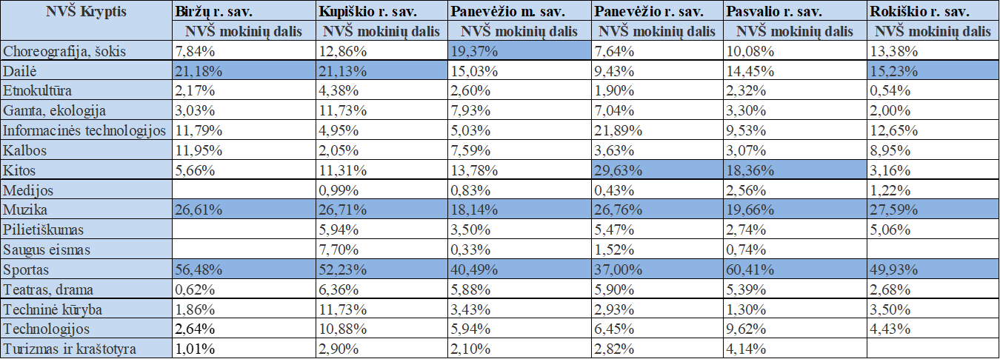 NVŠ Kryptis Biržų r. sav. Kupiškio r. sav. Panevėžio m. sav. Panevėžio r. sav. Pasvalio r. sav. Rokiškio r. sav.
NVŠ mokinių dalis NVŠ mokinių dalis NVŠ mokinių dalis NVŠ mokinių dalis NVŠ mokinių dalis NVŠ mokinių dalis
Choreografija, šokis 7,84% 12,86% 19,37% 7,64% 10,08% 13,38%
Dailė 21,18% 21,13% 15,03% 9,43% 14,45% 15,23%
Etnokultūra 2,17% 4,38% 2,60% 1,90% 2,32% 0,54%
Gamta, ekologija 3,03% 11,73% 7,93% 7,04% 3,30% 2,00%
Informacinės technologijos 11,79% 4,95% 5,03% 21,89% 9,53% 12,65%
Kalbos 11,95% 2,05% 7,59% 3,63% 3,07% 8,95%
Kitos 5,66% 11,31% 13,78% 29,63% 18,36% 3,16%
Medijos 0,99% 0,83% 0,43% 2,56% 1,22%
Muzika 26,61% 26,71% 18,14% 26,76% 19,66% 27,59%
Pilietiškumas 5,94% 3,50% 5,47% 2,74% 5,06%
Saugus eismas 7,70% 0,33% 1,52% 0,74%
Sportas 56,48% 52,23% 40,49% 37,00% 60,41% 49,93%
Teatras, drama 0,62% 6,36% 5,88% 5,90% 5,39% 2,68%
Techninė kūryba 1,86% 11,73% 3,43% 2,93% 1,30% 3,50%
Technologijos 2,64% 10,88% 5,94% 6,45% 9,62% 4,43%
Turizmas ir kraštotyra 1,01% 2,90% 2,10% 2,82% 4,14%